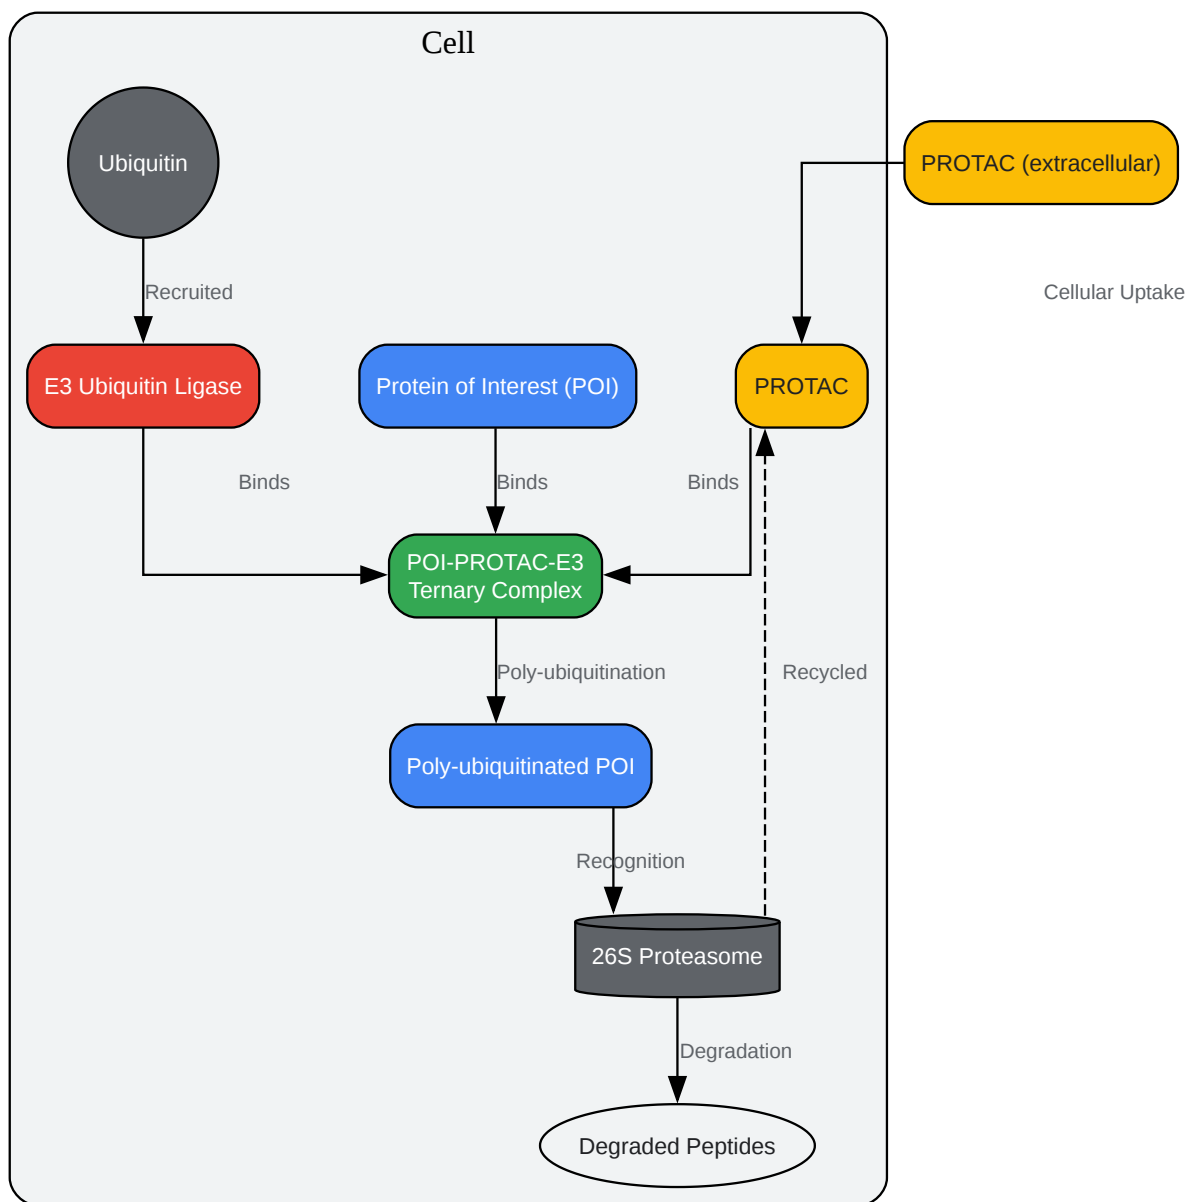 Cell
Ubiquitin
PROTAC (extracellular)
Recruited
Cellular Uptake
E3 Ubiquitin Ligase
Protein of Interest (POI)
PROTAC
Binds
Binds
Binds
POI-PROTAC-E3
Ternary Complex
Poly-ubiquitination
Recycled
Poly-ubiquitinated POI
Recognition
26S Proteasome
Degradation
Degraded Peptides